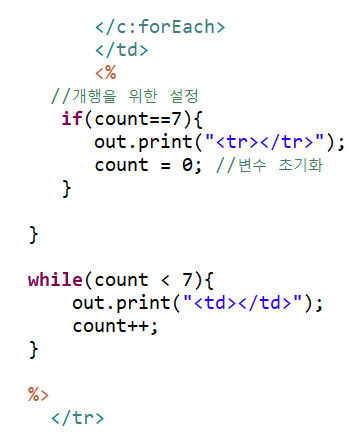 </c:forEach>
</td>
<%
//개행을 위한 설정
if(count==7){
out.print("<tr></tr>");
count = 0; //변수 초기화
}
}
while(count < 7){
out.print("<td></td>");
count++;
}
%>
</tr>